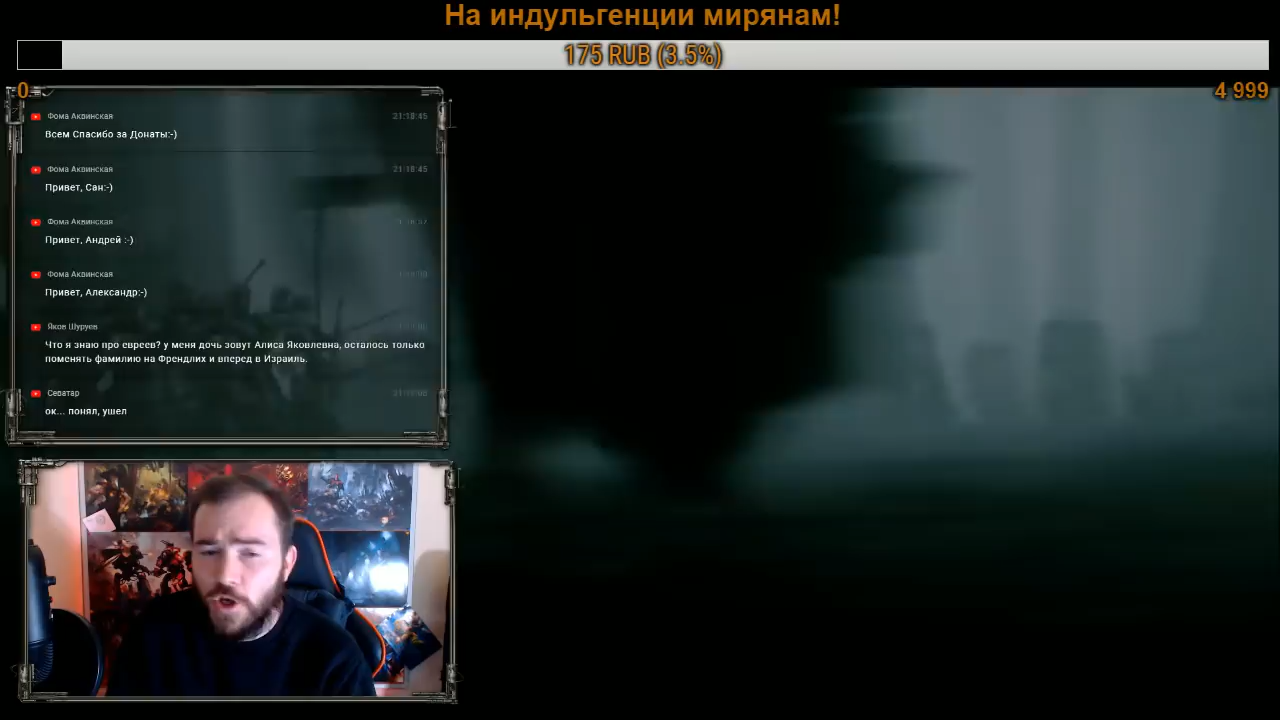 На индульгенции мирянам!
175 RUB (3.5%)
0
4 999
Фома Аквинская 21:18:45
Всем Спасибо за Донаты:-)
Фома Аквинская 21:18:45
Привет, Сан:-)
Фома Аквинская
Привет, Андрей :-)
Фома Аквинская
Привет, Александр:-)
Яков Шуруев
Что я знаю про евреев? у меня дочь зовут Алиса Яковлевна, осталось только
поменять фамилию на Френдлих и вперед в Израиль.
Севатар
ок... понял, ушел